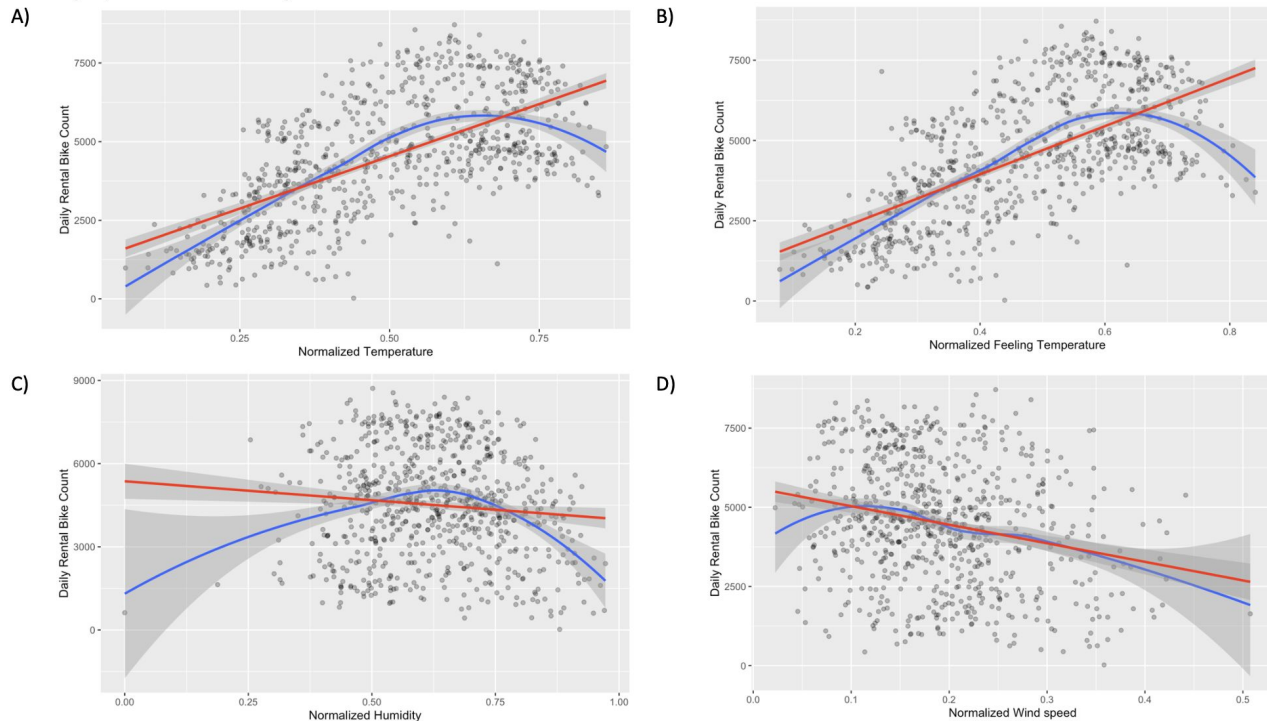 A)
Daily Rental Bike Count
7500
5000
2500
0
0.25 0.50 0.75
Normalized Temperature
B)
Daily Rental Bike Count
7500
5000
2500
0
0.2 0.4 0.6 0.8
Normalized Feeling Temperature
C)
Daily Rental Bike Count
9000
6000
3000
0
0.00 0.25 0.50 0.75 1.00
Normalized Humidity
D)
Daily Rental Bike Count
7500
5000
2500
0
0.0 0.1 0.2 0.3 0.4 0.5
Normalized Wind speed